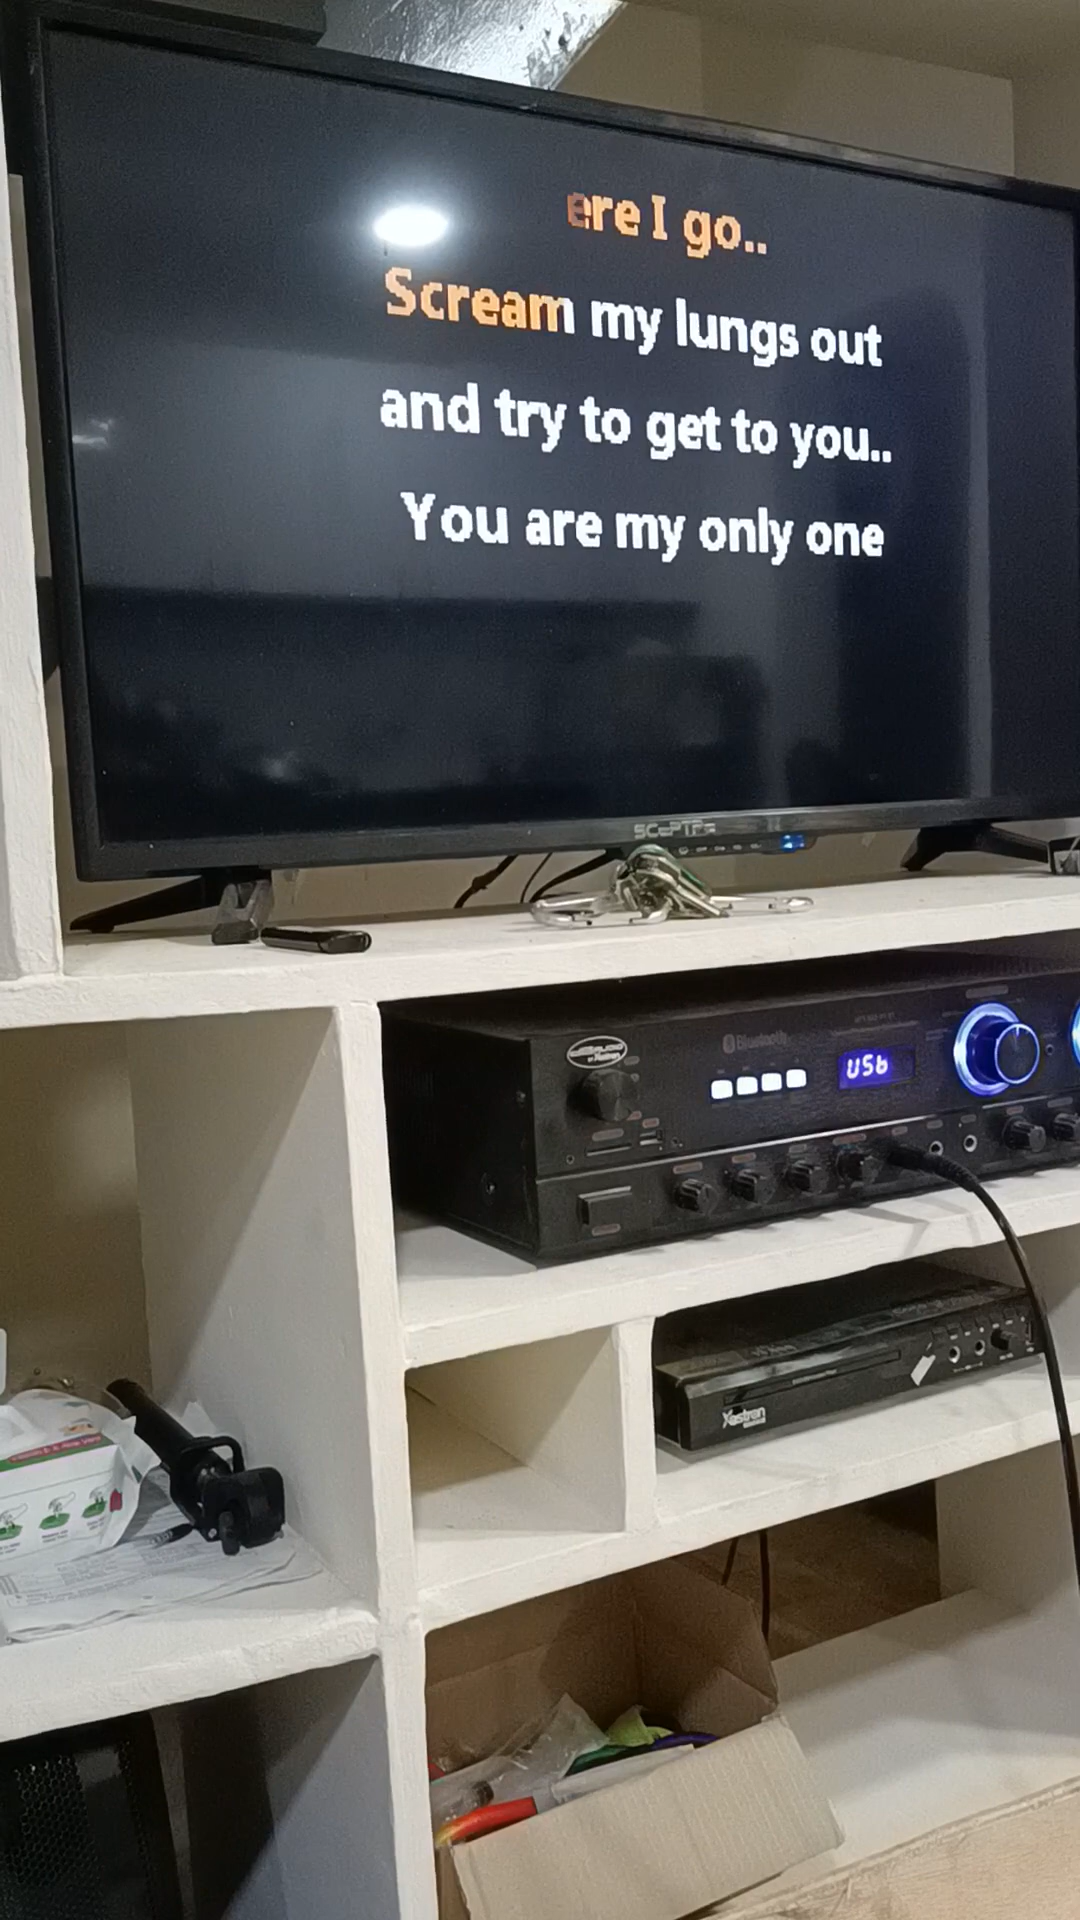 ere I go..
Scream my lungs out
and try to get to you..
You are my only one
SCEPTRE
Bluetooth
USb
Xastron